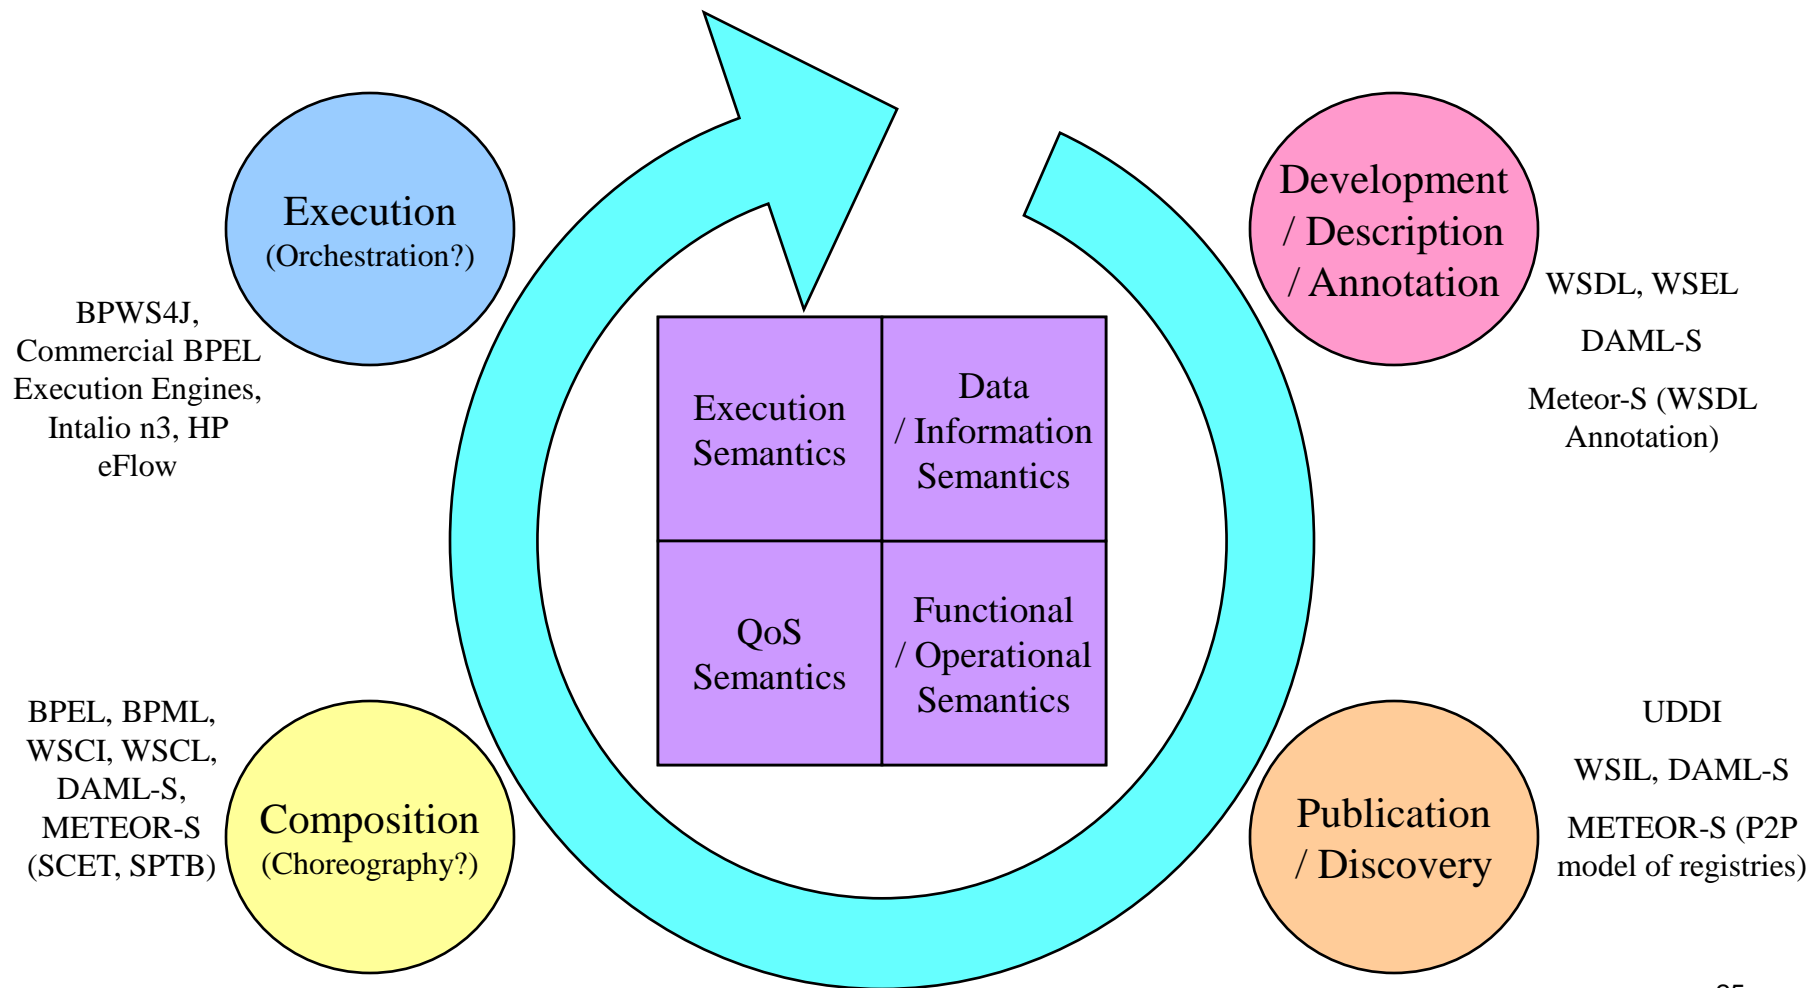 Execution
(Orchestration?)
BPWS4J,
Commercial BPEL
Execution Engines,
Intalio n3, HP
eFlow
Development
/ Description
/ Annotation
WSDL, WSEL
DAML-S
Meteor-S (WSDL
Annotation)
Execution
Semantics
Data
/ Information
Semantics
QoS
Semantics
Functional
/ Operational
Semantics
BPEL, BPML,
WSCI, WSCL,
DAML-S,
METEOR-S
(SCET, SPTB)
Composition
(Choreography?)
Publication
/ Discovery
UDDI
WSIL, DAML-S
METEOR-S (P2P
model of registries)